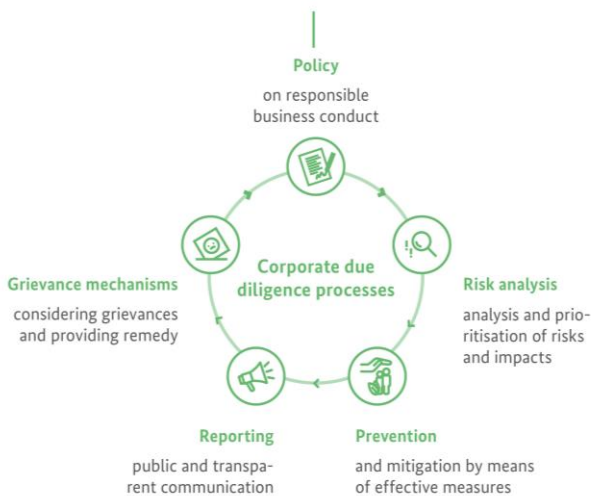 Policy
on responsible
business conduct
Corporate due
diligence processes
Grievance mechanisms
considering grievances
and providing remedy
Risk analysis
analysis and prio-
ritisation of risks
and impacts
Reporting
public and transpa-
rent communication
Prevention
and mitigation by means
of effective measures